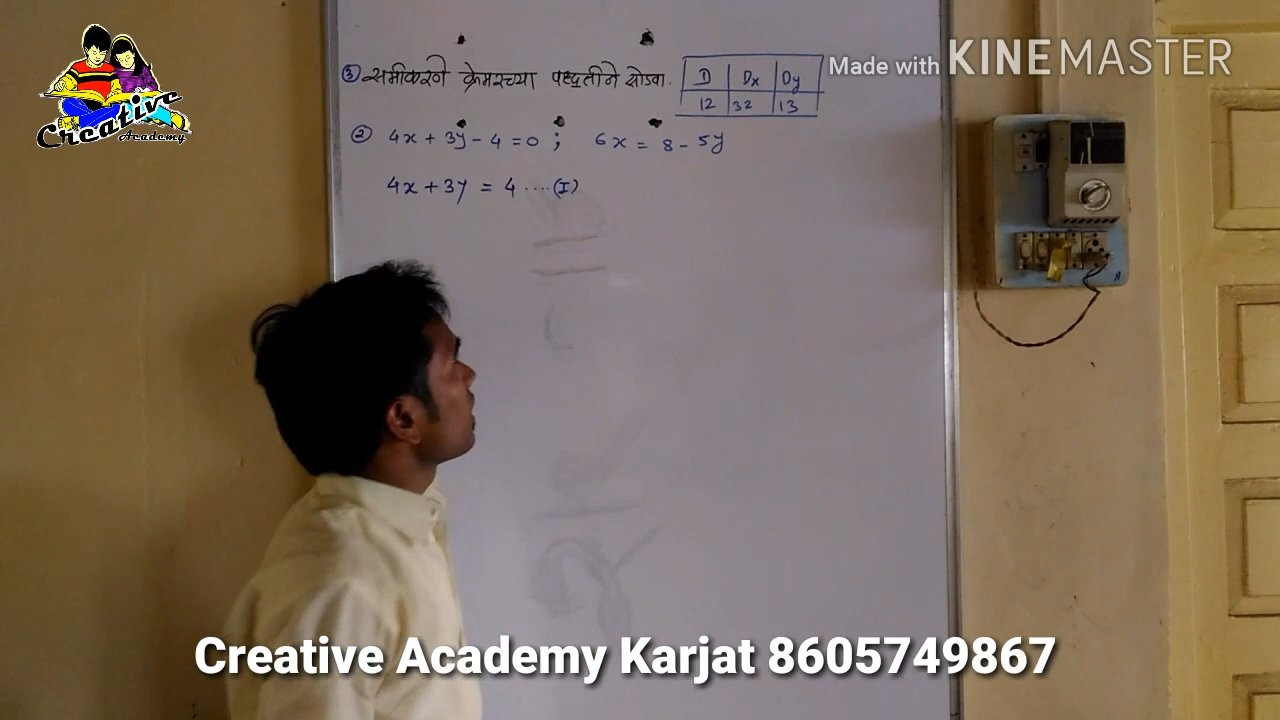 Creative
Academy
Made with KINEMASTER
③ समीकरणे क्रेमरच्या पद्धतीने सोडवा.
D Dx Dy
12 32 13
② 4x + 3y - 4 = 0 ; 6x = 8 - 5y
4x + 3y = 4 ....(I)
Creative Academy Karjat 8605749867